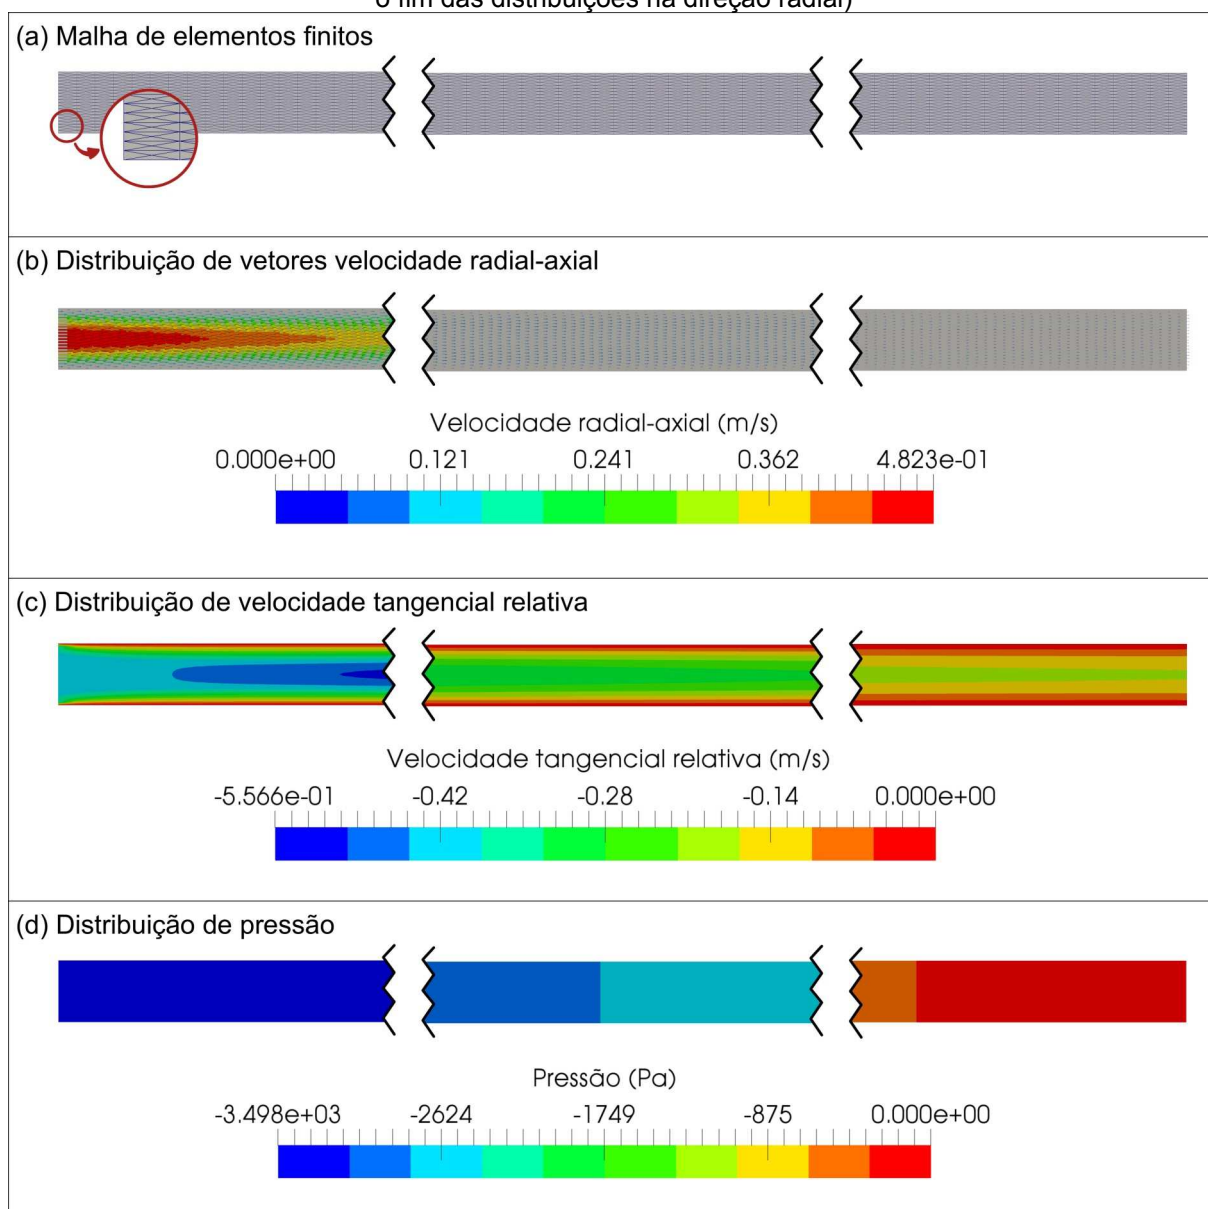 o fim das distribuições na direção radial)
(a) Malha de elementos finitos
(b) Distribuição de vetores velocidade radial-axial
Velocidade radial-axial (m/s)
0.000e+00 0.121 0.241 0.362 4.823e-01
(c) Distribuição de velocidade tangencial relativa
Velocidade tangencial relativa (m/s)
-5.566e-01 -0.42 -0.28 -0.14 0.000e+00
(d) Distribuição de pressão
Pressão (Pa)
-3.498e+03 -2624 -1749 -875 0.000e+00